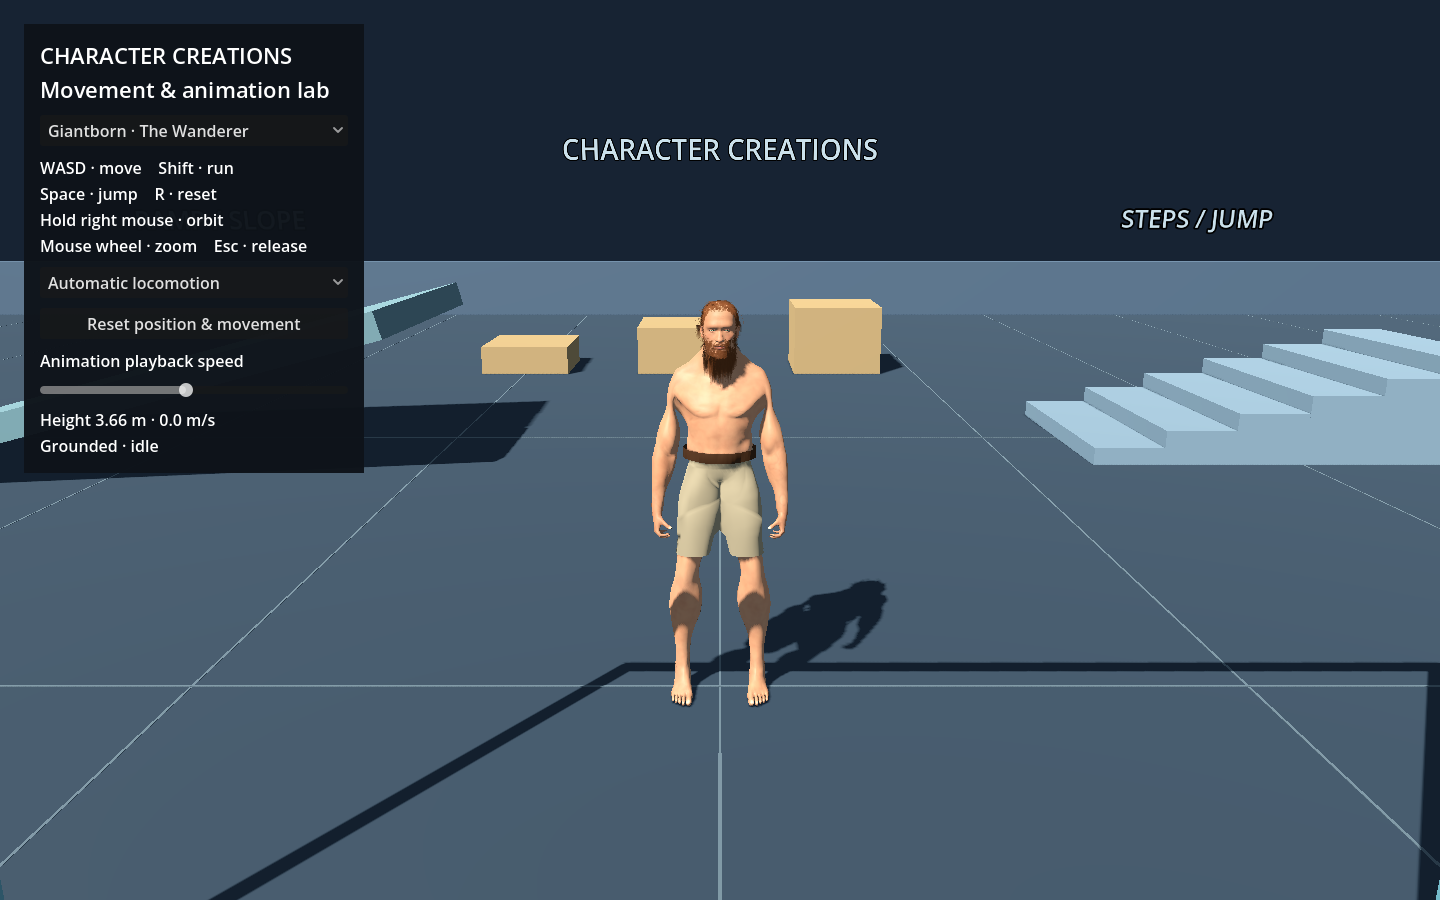 CHARACTER CREATIONS
Movement & animation lab
Giantborn · The Wanderer
WASD · move Shift · run
Space · jump R · reset
Hold right mouse · orbit
Mouse wheel · zoom Esc · release
Automatic locomotion
Reset position & movement
Animation playback speed
Height 3.66 m · 0.0 m/s
Grounded · idle
CHARACTER CREATIONS
SLOPE
STEPS / JUMP